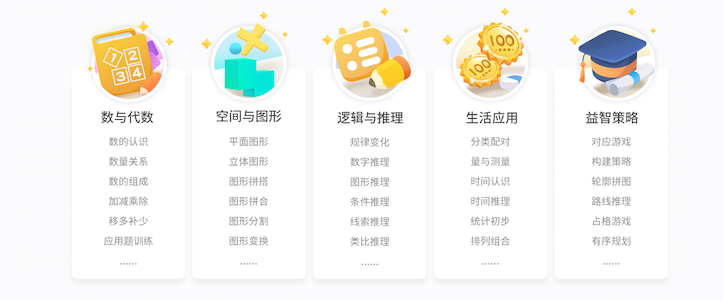 1 2
3 4
100
100
数与代数
数的认识
数量关系
数的组成
加减乘除
移多补少
应用题训练
......
空间与图形
平面图形
立体图形
图形拼搭
图形拼合
图形分割
图形变换
......
逻辑与推理
规律变化
数字推理
图形推理
条件推理
线索推理
类比推理
......
生活应用
分类配对
量与测量
时间认识
时间推理
统计初步
排列组合
......
益智策略
对应游戏
构建策略
轮廓拼图
路线推理
占格游戏
有序规划
......